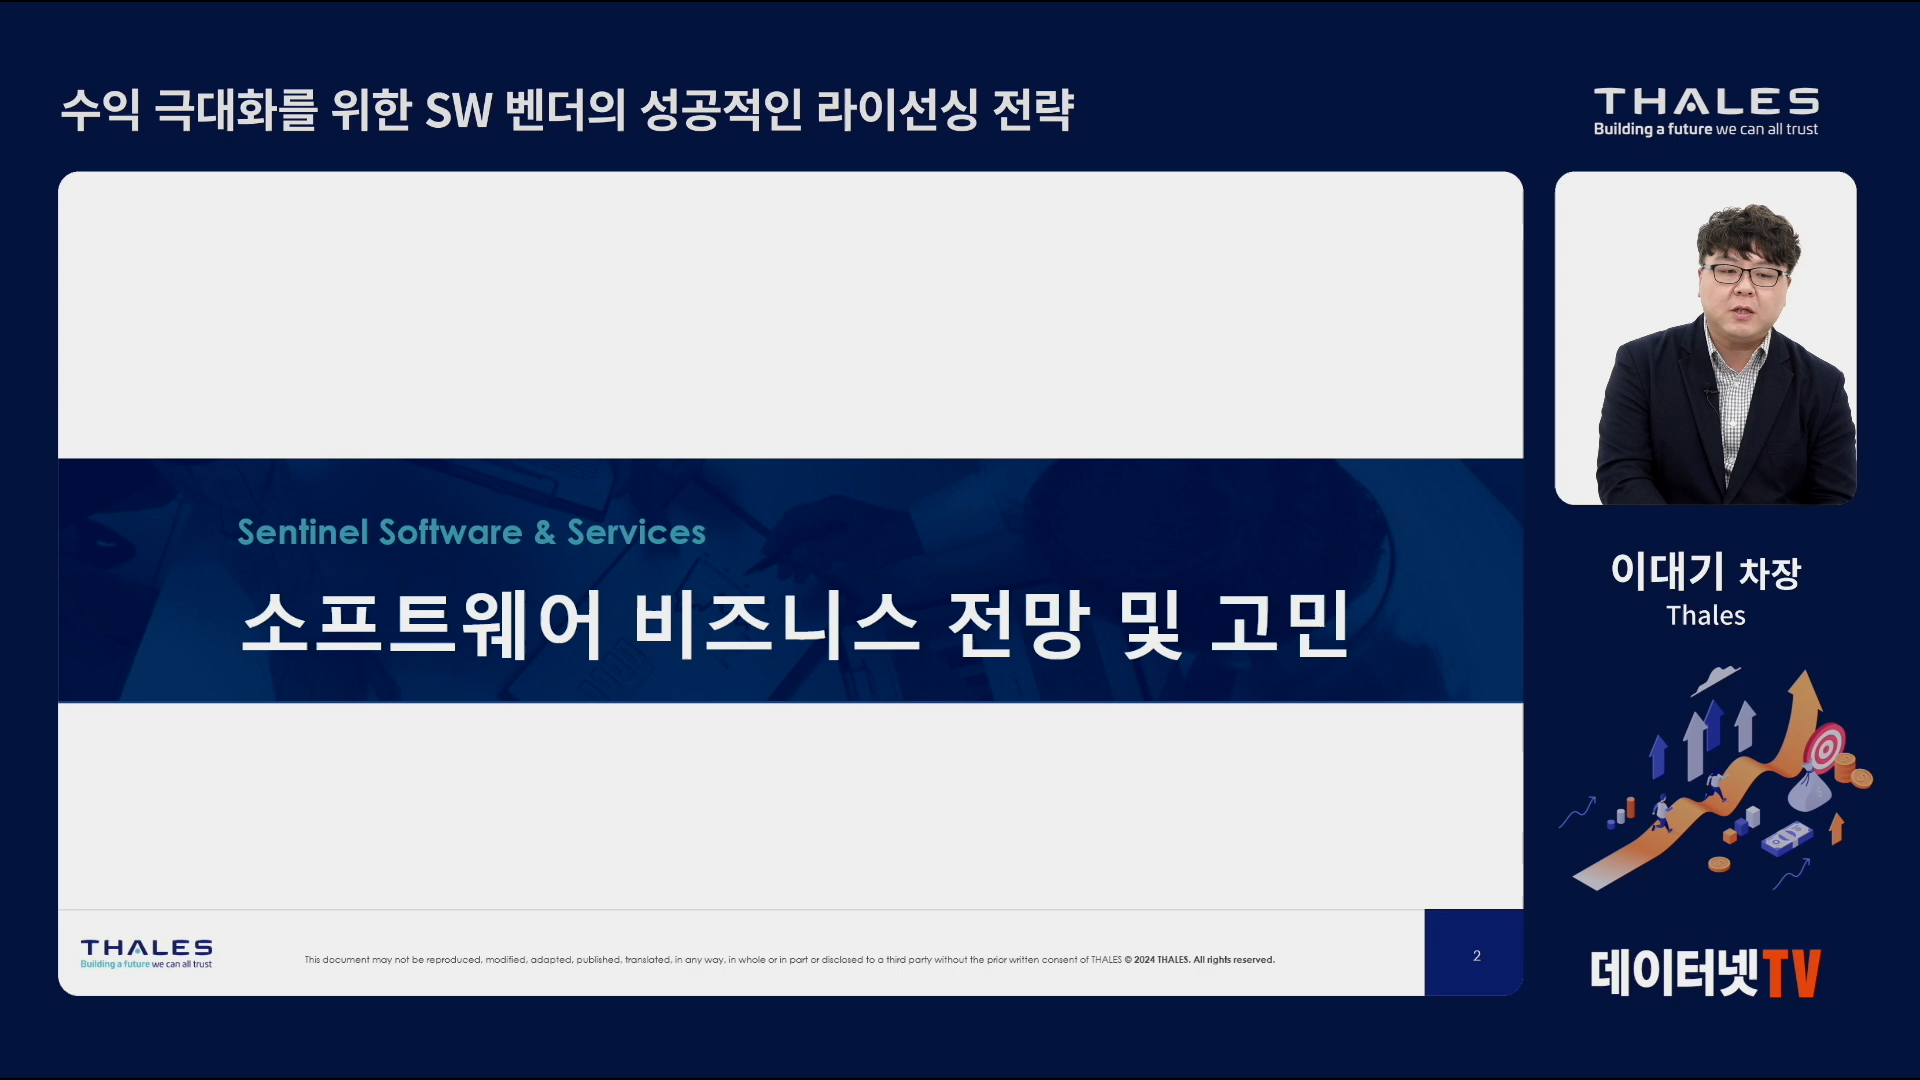 수익 극대화를 위한 SW 벤더의 성공적인 라이선싱 전략
THALES
Building a future we can all trust
Sentinel Software & Services
소프트웨어 비즈니스 전망 및 고민
이대기 차장
Thales
THALES
Building a future we can all trust
This document may not be reproduced, modified, adapted, published, translated, in any way, in whole or in part or disclosed to a third party without the prior written consent of THALES © 2024 THALES. All rights reserved.
2
데이터넷TV